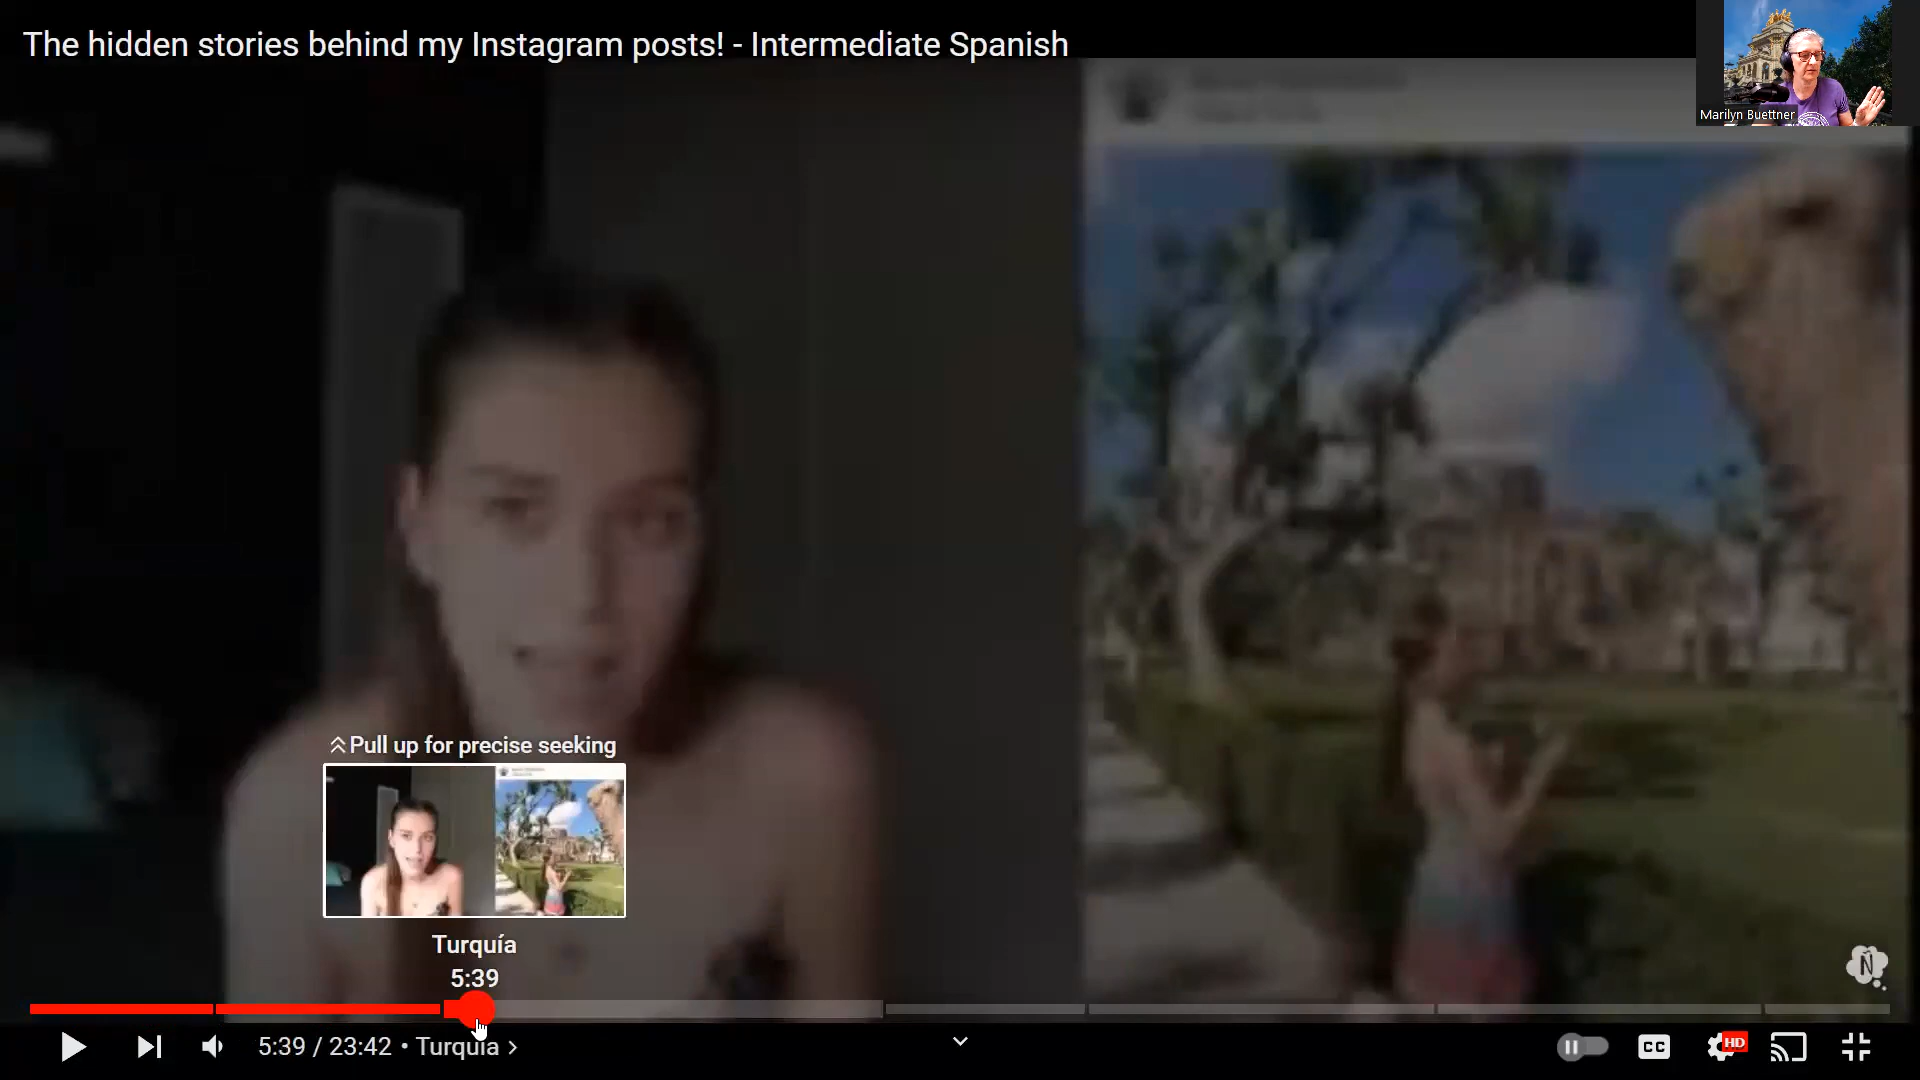 The hidden stories behind my Instagram posts! - Intermediate Spanish
Marilyn Buettner
Pull up for precise seeking
Turquía
5:39
Ñ
5:39 / 23:42 • Turquía
CC
HD